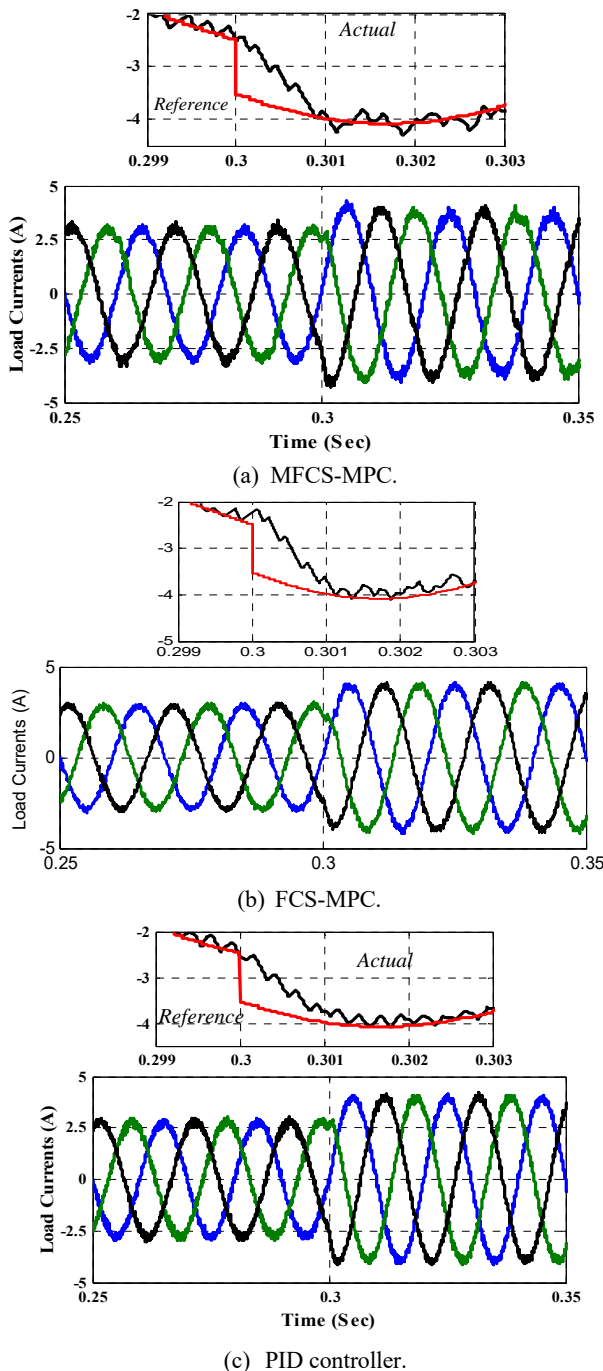 -2
Actual
-3
Reference
-4
0.299 0.3 0.301 0.302 0.303
5
2.5
0
-2.5
-5
Load Currents (A)
0.25 0.3 0.35
Time (Sec)
(a) MFCS-MPC.
-2
-3
-4
-5
0.299 0.3 0.301 0.302 0.303
5
0
-5
Load Currents (A)
0.25 0.3 0.35
(b) FCS-MPC.
-2
Actual
-3
Reference
-4
0.299 0.3 0.301 0.302 0.303
5
2.5
0
-2.5
-5
Load Currents (A)
0.25 0.3 0.35
Time (Sec)
(c) PID controller.